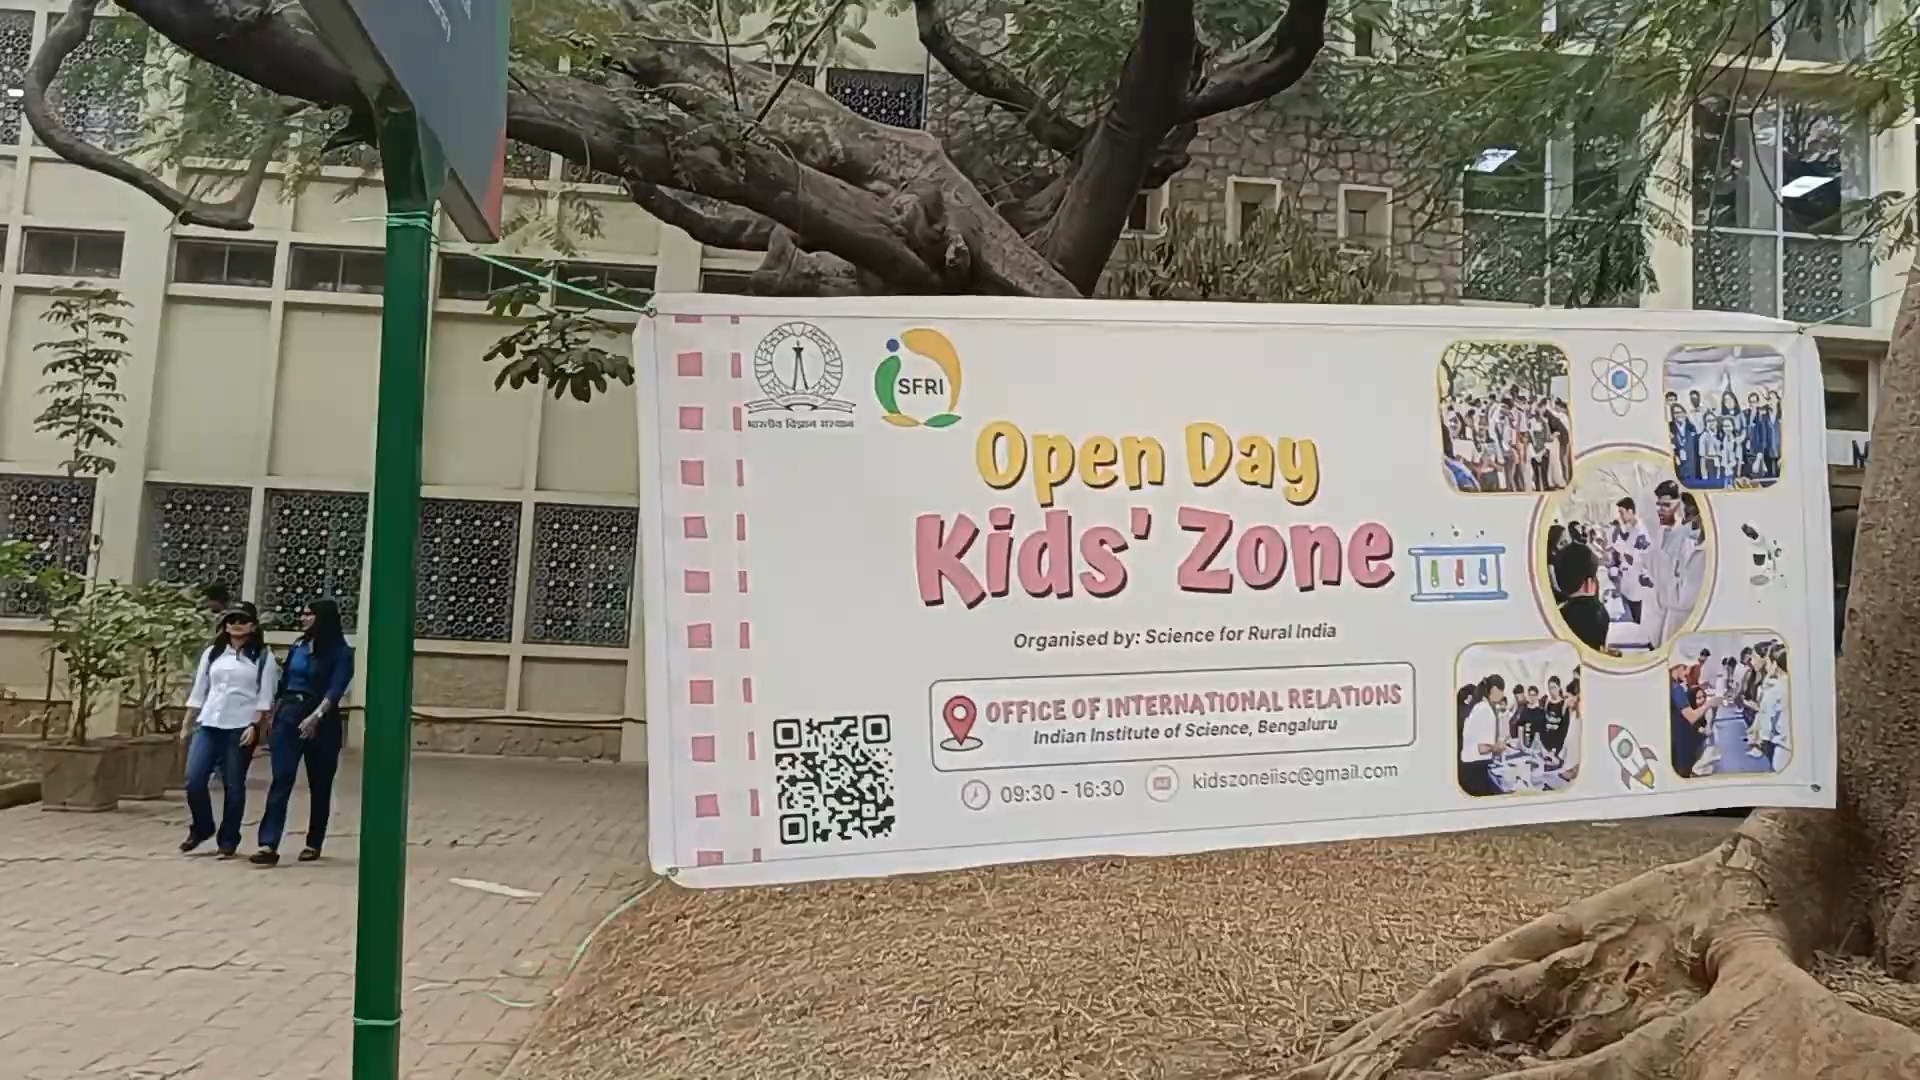 भारतीय विज्ञान संस्थान
SFRI
Open Day
Kids' Zone
Organised by: Science for Rural India
OFFICE OF INTERNATIONAL RELATIONS
Indian Institute of Science, Bengaluru
09:30 - 16:30
kidszoneiisc@gmail.com
M